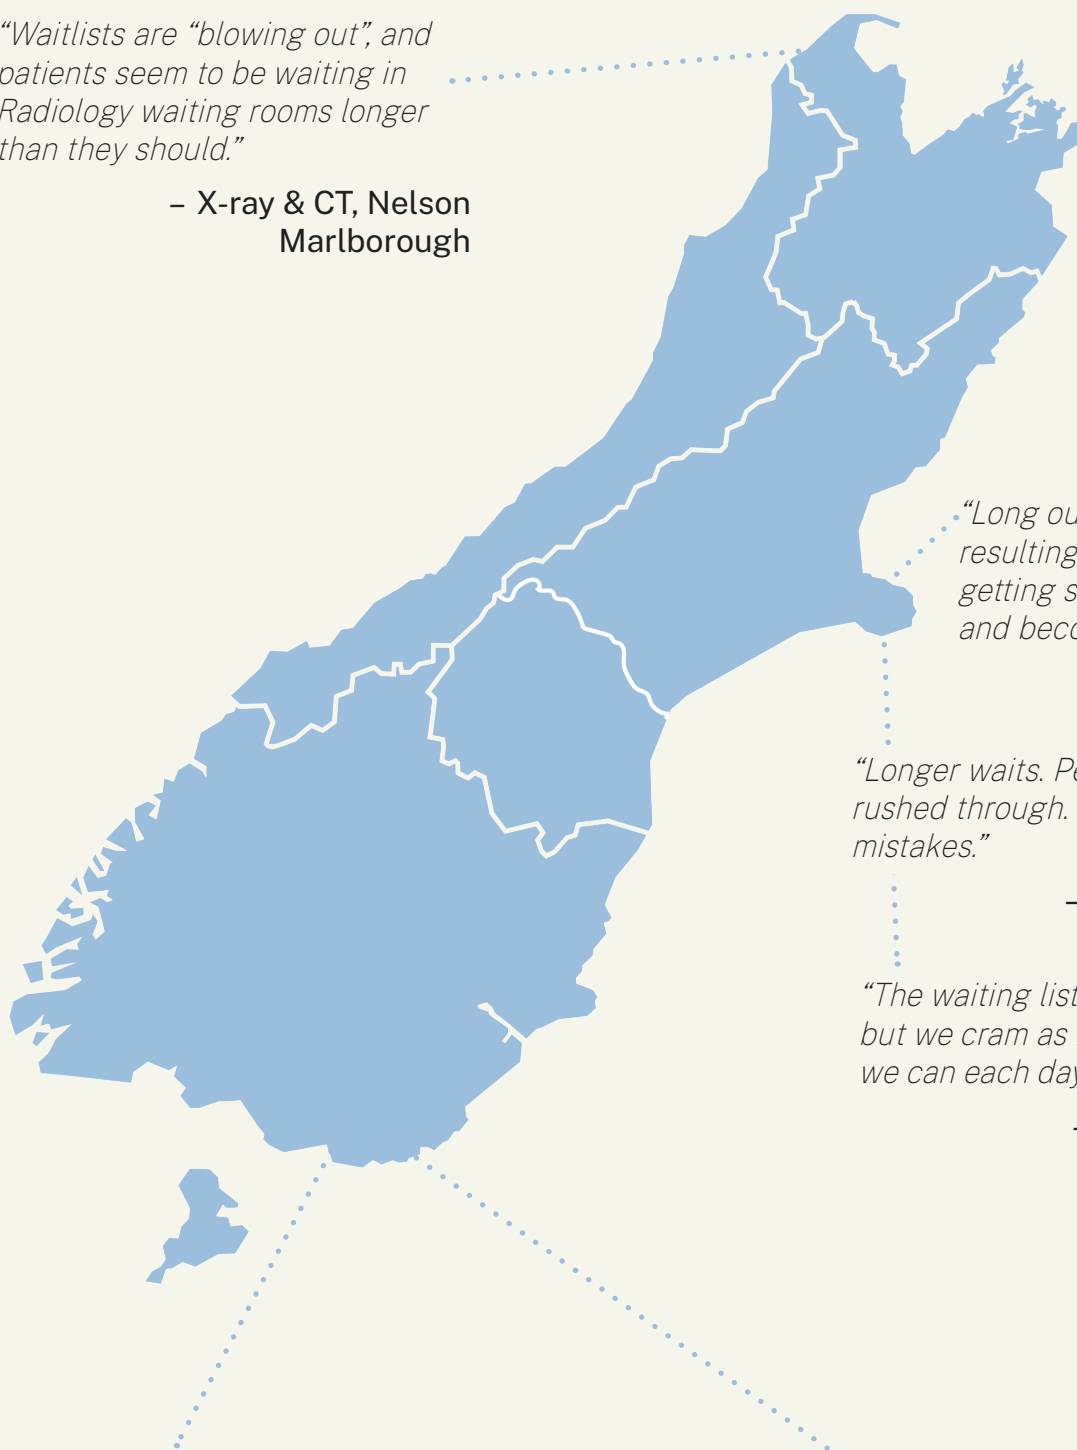 “Waitlists are “blowing out”, and
patients seem to be waiting in
Radiology waiting rooms longer
than they should.”
– X-ray & CT, Nelson
Marlborough
“Long
resulting
getting
and
“Longer waits.
rushed through.
mistakes.”
–
“The waiting list
but we cram as
we can each day
–